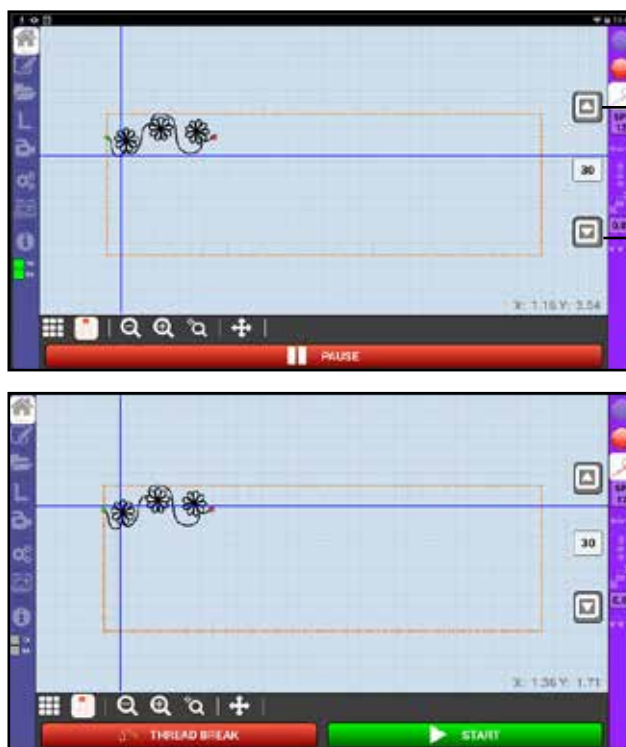 30
X: 1.16 Y: 3.54
PAUSE
30
X: 1.36 Y: 1.71
THREAD BREAK
START